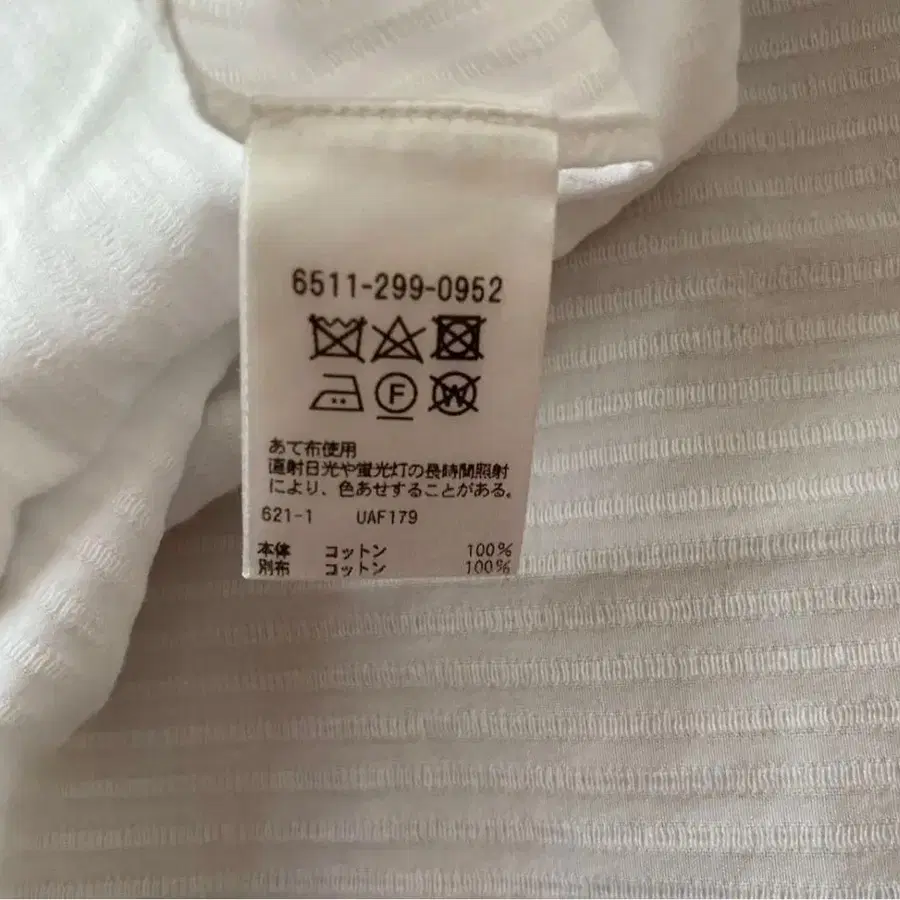 6511-299-0952
F W
あて布使用
直射日光や蛍光灯の長時間照射
により、色あせすることがある。
621-1 UAF179
本体 コットン 100%
別布 コットン 100%